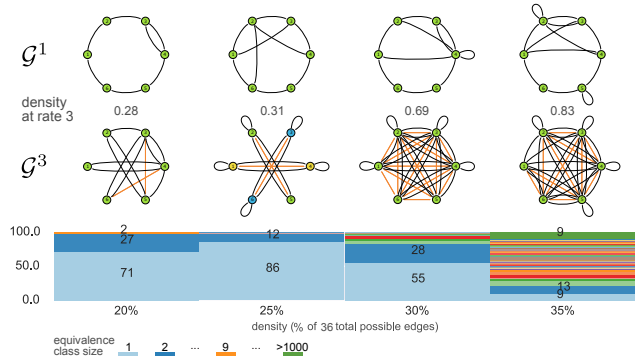 G¹
density
at rate 3
0.28 0.31 0.69 0.83
G³
100.0
50.0
0.0
2
27
71
12
86
28
55
9
13
9
20% 25% 30% 35%
density (% of 36 total possible edges)
equivalence
class size
1 2 ... 9 ... >1000